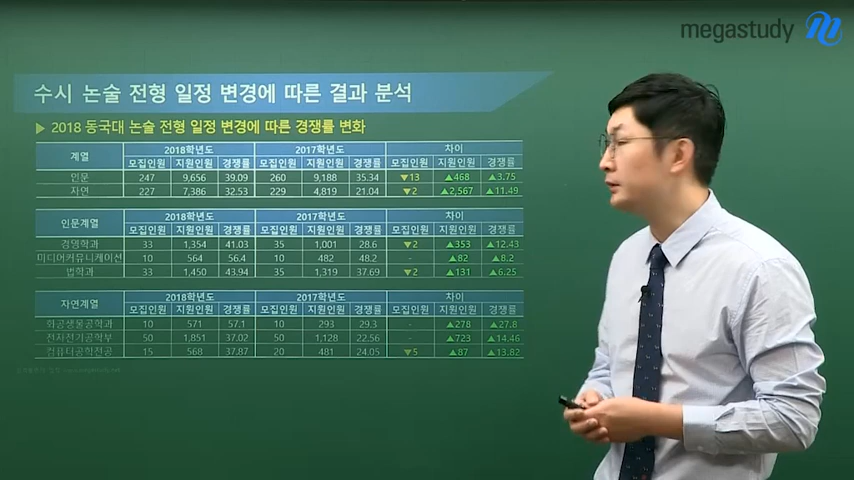 megastudy
수시 논술 전형 일정 변경에 따른 결과 분석
▶ 2018 동국대 논술 전형 일정 변경에 따른 경쟁률 변화
계열 2018학년도 2017학년도 차이
모집인원 지원인원 경쟁률 모집인원 지원인원 경쟁률 모집인원 지원인원 경쟁률
인문 247 9,656 39.09 260 9,188 35.34 ▼13 ▲468 ▲3.75
자연 227 7,386 32.53 229 4,819 21.04 ▼2 ▲2,567 ▲11.49
인문계열 2018학년도 2017학년도 차이
모집인원 지원인원 경쟁률 모집인원 지원인원 경쟁률 모집인원 지원인원 경쟁률
경영학과 33 1,354 41.03 35 1,001 28.6 ▼2 ▲353 ▲12.43
미디어커뮤니케이션 10 564 56.4 10 482 48.2 - ▲82 ▲8.2
법학과 33 1,450 43.94 35 1,319 37.69 ▼2 ▲131 ▲6.25
자연계열 2018학년도 2017학년도 차이
모집인원 지원인원 경쟁률 모집인원 지원인원 경쟁률 모집인원 지원인원 경쟁률
화공생물공학과 10 571 57.1 10 293 29.3 - ▲278 ▲27.8
전자전기공학부 50 1,851 37.02 50 1,128 22.56 - ▲723 ▲14.46
컴퓨터공학전공 15 568 37.87 20 481 24.05 ▼5 ▲87 ▲13.82